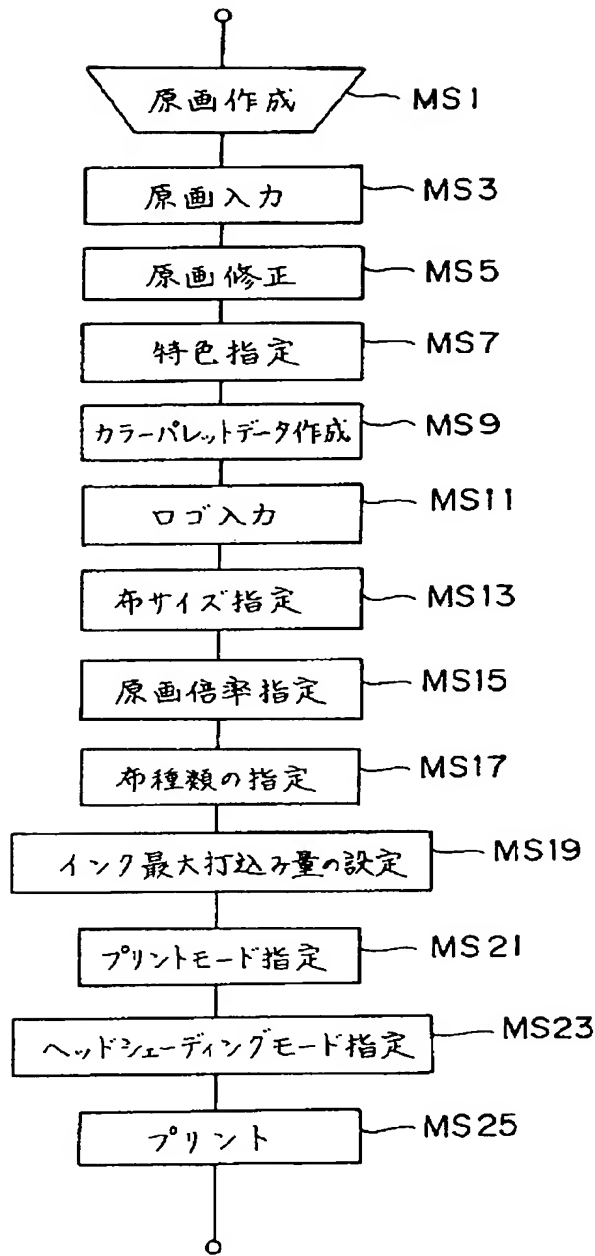 原画作成 MS1
原画入力 MS3
原画修正 MS5
特色指定 MS7
カラーパレットデータ作成 MS9
ロゴ入力 MS11
布サイズ指定 MS13
原画倍率指定 MS15
布種類の指定 MS17
インク最大打込み量の設定 MS19
プリントモード指定 MS21
ヘッドシェーディングモード指定 MS23
プリント MS25